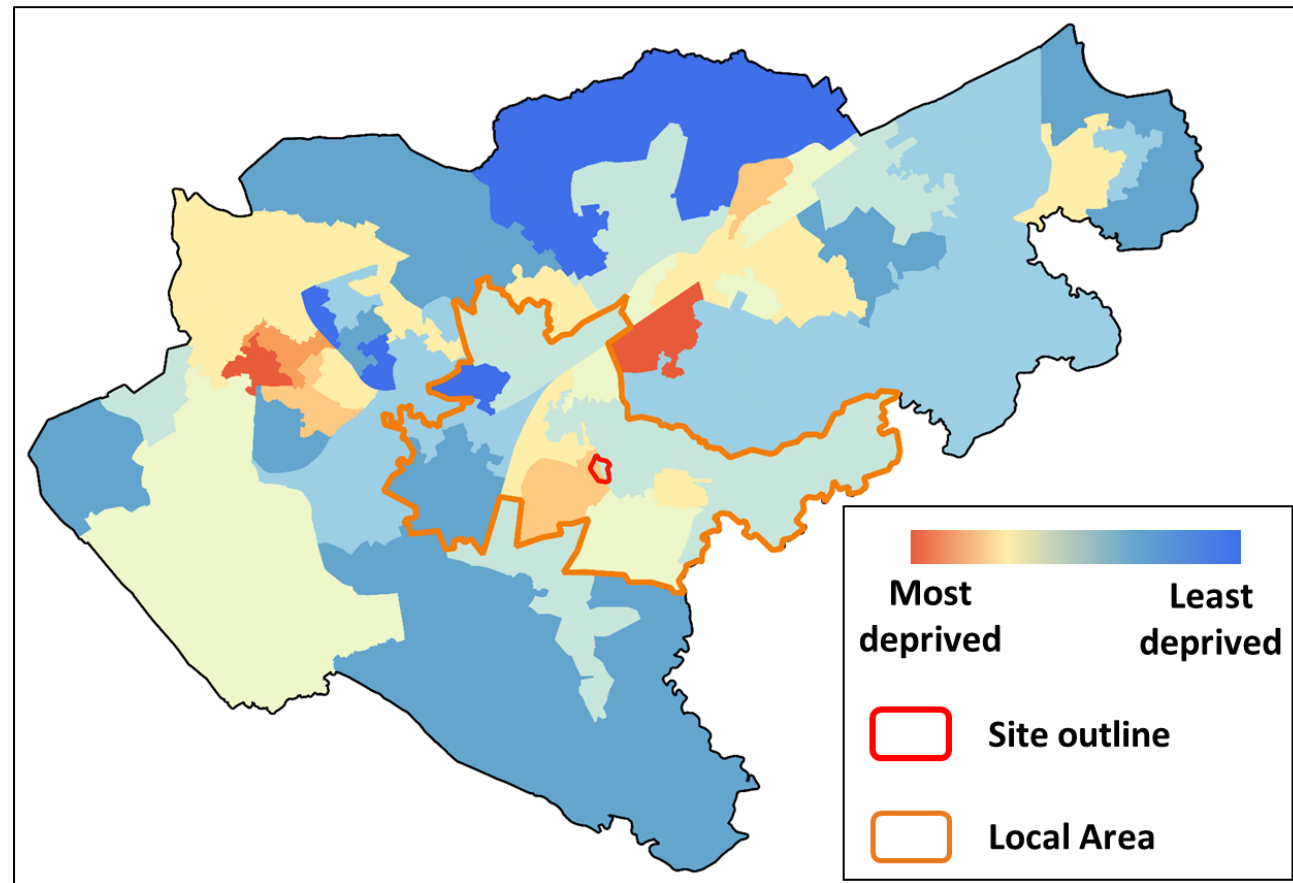 Most
deprived
Least
deprived
Site outline
Local Area